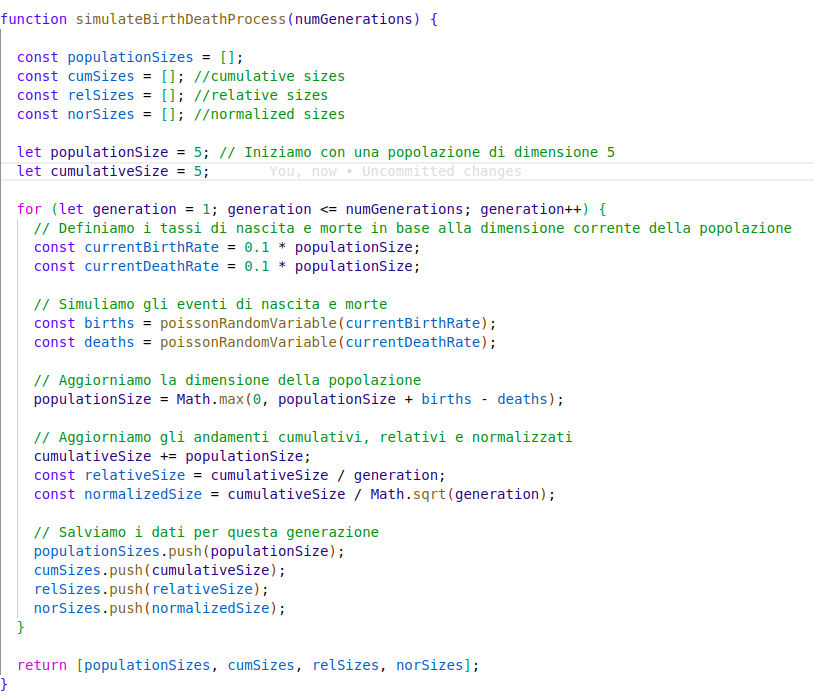 function simulateBirthDeathProcess(numGenerations) {
const populationSizes = [];
const cumSizes = []; //cumulative sizes
const relSizes = []; //relative sizes
const norSizes = []; //normalized sizes
let populationSize = 5; // Iniziamo con una popolazione di dimensione 5
let cumulativeSize = 5; You, now • Uncommitted changes
for (let generation = 1; generation <= numGenerations; generation++) {
// Definiamo i tassi di nascita e morte in base alla dimensione corrente della popolazione
const currentBirthRate = 0.1 * populationSize;
const currentDeathRate = 0.1 * populationSize;
// Simuliamo gli eventi di nascita e morte
const births = poissonRandomVariable(currentBirthRate);
const deaths = poissonRandomVariable(currentDeathRate);
// Aggiorniamo la dimensione della popolazione
populationSize = Math.max(0, populationSize + births - deaths);
// Aggiorniamo gli andamenti cumulativi, relativi e normalizzati
cumulativeSize += populationSize;
const relativeSize = cumulativeSize / generation;
const normalizedSize = cumulativeSize / Math.sqrt(generation);
// Salviamo i dati per questa generazione
populationSizes.push(populationSize);
cumSizes.push(cumulativeSize);
relSizes.push(relativeSize);
norSizes.push(normalizedSize);
}
return [populationSizes, cumSizes, relSizes, norSizes];
}